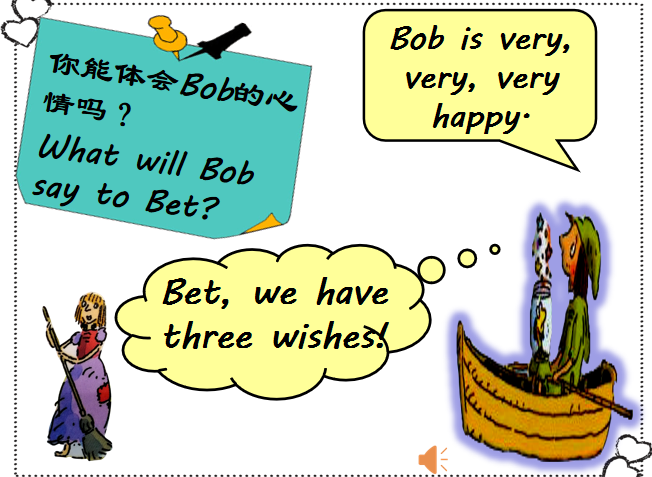 你能体会Bob的心
情吗？
What will Bob
say to Bet?
Bob is very,
very, very
happy.
Bet, we have
three wishes!